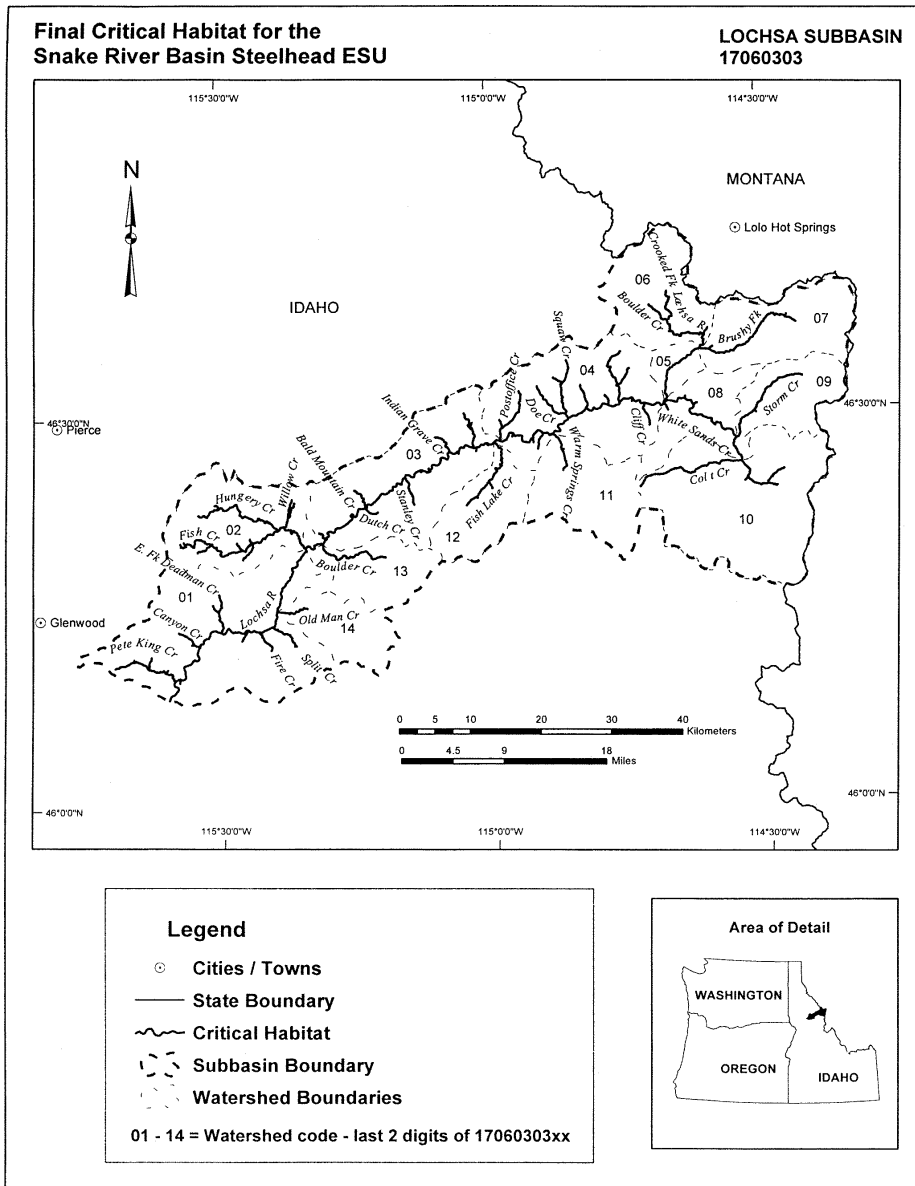 Final Critical Habitat for the
Snake River Basin Steelhead ESU
LOCHSA SUBBASIN
17060303
115°30'0"W
115°0'0"W
114°30'0"W
N
MONTANA
Lolo Hot Springs
IDAHO
Crooked Fk Lochsa R
06
Boulder Cr
Brushy Fk
07
Squaw Cr
04
05
Postoffice Cr
Doe Cr
08
09
Storm Cr
46°30'0"N
48°30'0"N
Pierce
Indian Grave Cr
03
Cliff Cr
White Sands Cr
Warm Springs Cr
Bald Mountain Cr
Willow Cr
Hungery Cr
Stanley Cr
Fish Lake Cr
Colt Cr
11
10
Fish Cr
02
Dutch Cr
12
E. Fk Deadman Cr
Boulder Cr
13
01
Lochsa R
Old Man Cr
14
Glenwood
Canyon Cr
Pete King Cr
Fire Cr
Split Cr
0 5 10 20 30 40
Kilometers
0 4.5 9 18
Miles
46°0'0"N
46°0'0"N
115°30'0"W
115°0'0"W
114°30'0"W
Legend
Cities / Towns
State Boundary
Critical Habitat
Subbasin Boundary
Watershed Boundaries
01 - 14 = Watershed code - last 2 digits of 17060303xx
Area of Detail
WASHINGTON
OREGON
IDAHO